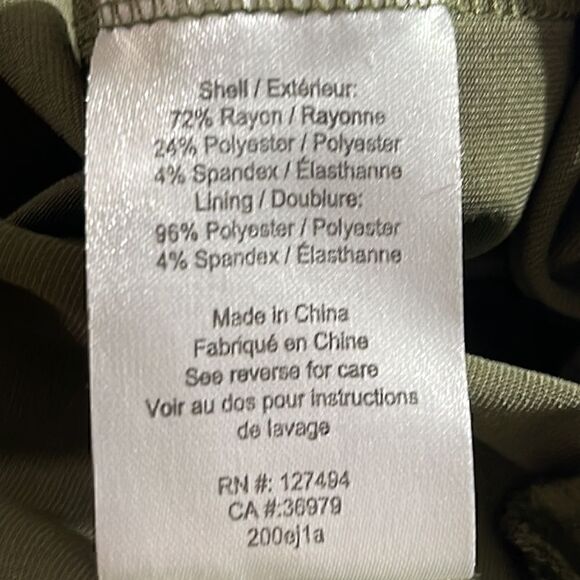 Shell / Extérieur:
72% Rayon / Rayonne
24% Polyester / Polyester
4% Spandex / Élasthanne
Lining / Doublure:
96% Polyester / Polyester
4% Spandex / Élasthanne
Made in China
Fabriqué en Chine
See reverse for care
Voir au dos pour instructions
de lavage
RN #: 127494
CA #:36979
200ej1a